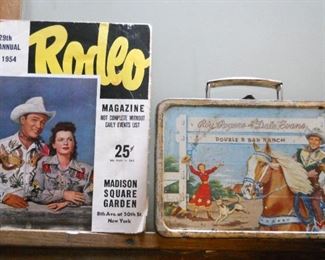 29th
ANNUAL
1954
Rodeo
MAGAZINE
NOT COMPLETE WITHOUT
DAILY EVENTS LIST
25¢
MADISON
SQUARE
GARDEN
8th Ave. at 50th St.
New York
Roy Rogers and Dale Evans
DOUBLE R BAR RANCH